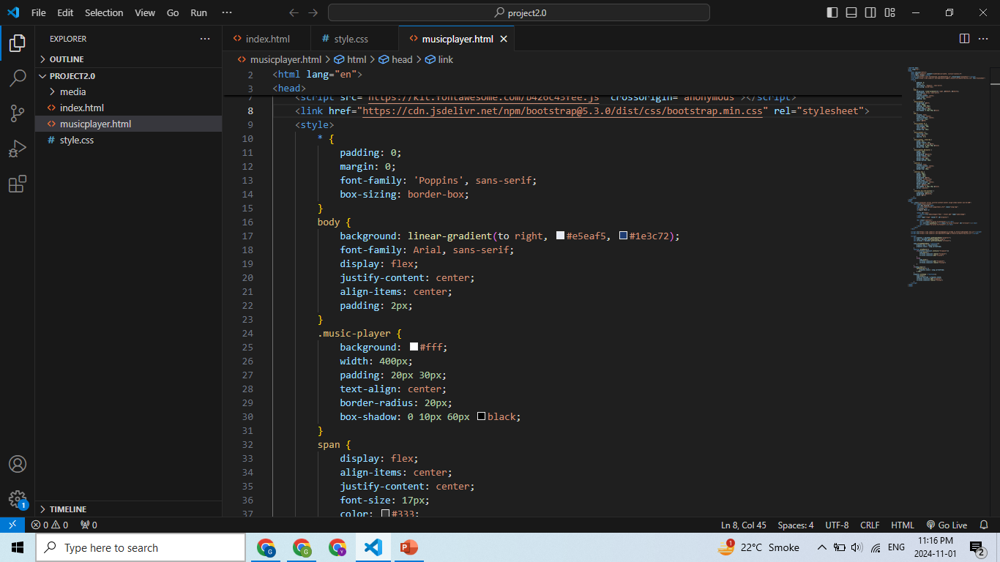 File Edit Selection View Go Run ··· project2.0
EXPLORER ···
OUTLINE
PROJECT2.0
media
index.html
musicplayer.html
# style.css
TIMELINE
index.html # style.css musicplayer.html
musicplayer.html > html > head > link
2 <html lang="en">
3 <head>
7 <script src="https://kit.fontawesome.com/b426c45fee.js" crossorigin="anonymous"></script>
8 <link href="https://cdn.jsdelivr.net/npm/bootstrap@5.3.0/dist/css/bootstrap.min.css" rel="stylesheet">
9 <style>
10 * {
11 padding: 0;
12 margin: 0;
13 font-family: 'Poppins', sans-serif;
14 box-sizing: border-box;
15 }
16 body {
17 background: linear-gradient(to right, #e5eaf5, #1e3c72);
18 font-family: Arial, sans-serif;
19 display: flex;
20 justify-content: center;
21 align-items: center;
22 padding: 2px;
23 }
24 .music-player {
25 background: #fff;
26 width: 400px;
27 padding: 20px 30px;
28 text-align: center;
29 border-radius: 20px;
30 box-shadow: 0 10px 60px black;
31 }
32 span {
33 display: flex;
34 align-items: center;
35 justify-content: center;
36 font-size: 17px;
37 color: #333;
1
0 0 0 Ln 8, Col 45 Spaces: 4 UTF-8 CRLF HTML Go Live
Type here to search G G Y P 1 22°C Smoke ENG 11:16 PM
2024-11-01 2